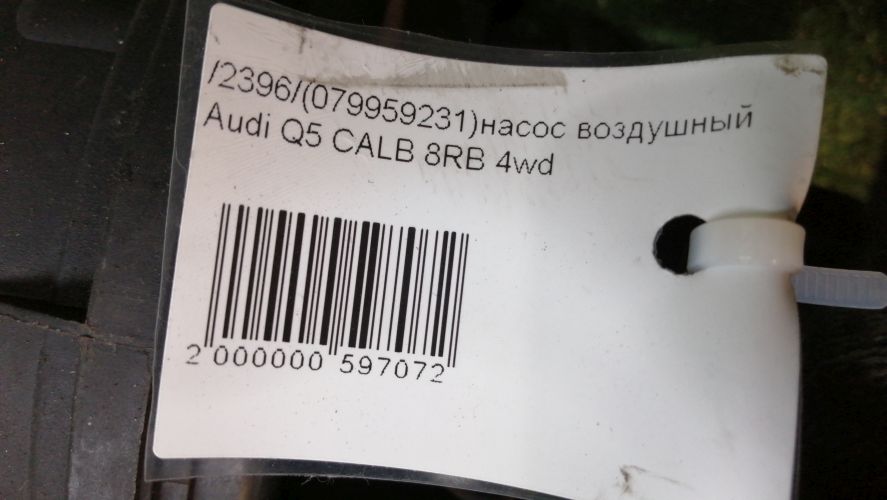 /2396/(079959231)насос воздушный
Audi Q5 CALB 8RB 4wd
2 000000 597072